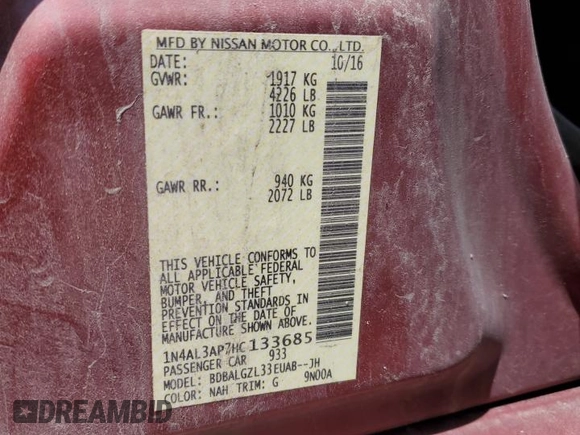 MFD BY NISSAN MOTOR CO., LTD.
DATE: 10/16
GVWR: 1917 KG
4226 LB
GAWR FR.: 1010 KG
2227 LB
GAWR RR.: 940 KG
2072 LB
THIS VEHICLE CONFORMS TO
ALL APPLICABLE FEDERAL
MOTOR VEHICLE SAFETY,
BUMPER, AND THEFT
PREVENTION STANDARDS IN
EFFECT ON THE DATE OF
MANUFACTURE SHOWN ABOVE.
1N4AL3AP7HC133685
PASSENGER CAR 933
MODEL: BDBALGZL33EUAB--JH
COLOR: NAH TRIM: G 9N00A
DREAMBID